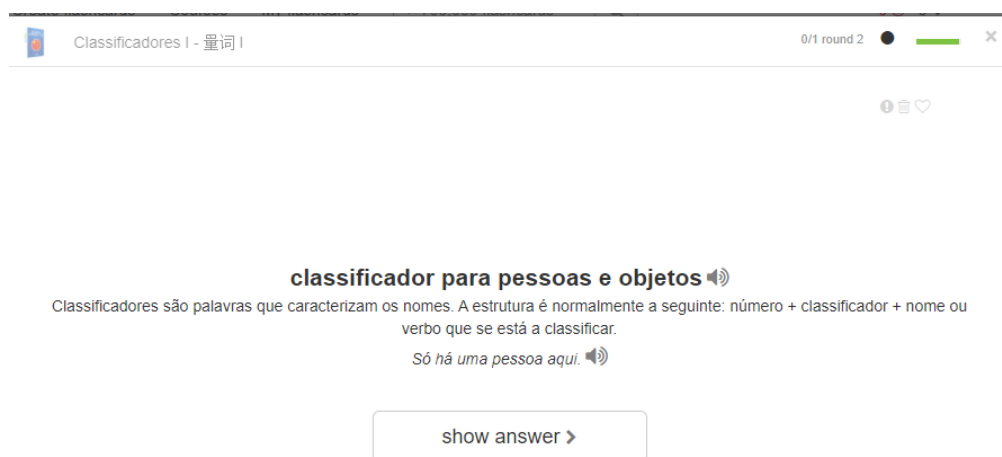 Classificadores I - 量词 I
0/1 round 2
classificador para pessoas e objetos
Classificadores são palavras que caracterizam os nomes. A estrutura é normalmente a seguinte: número + classificador + nome ou
verbo que se está a classificar.
Só há uma pessoa aqui.
show answer